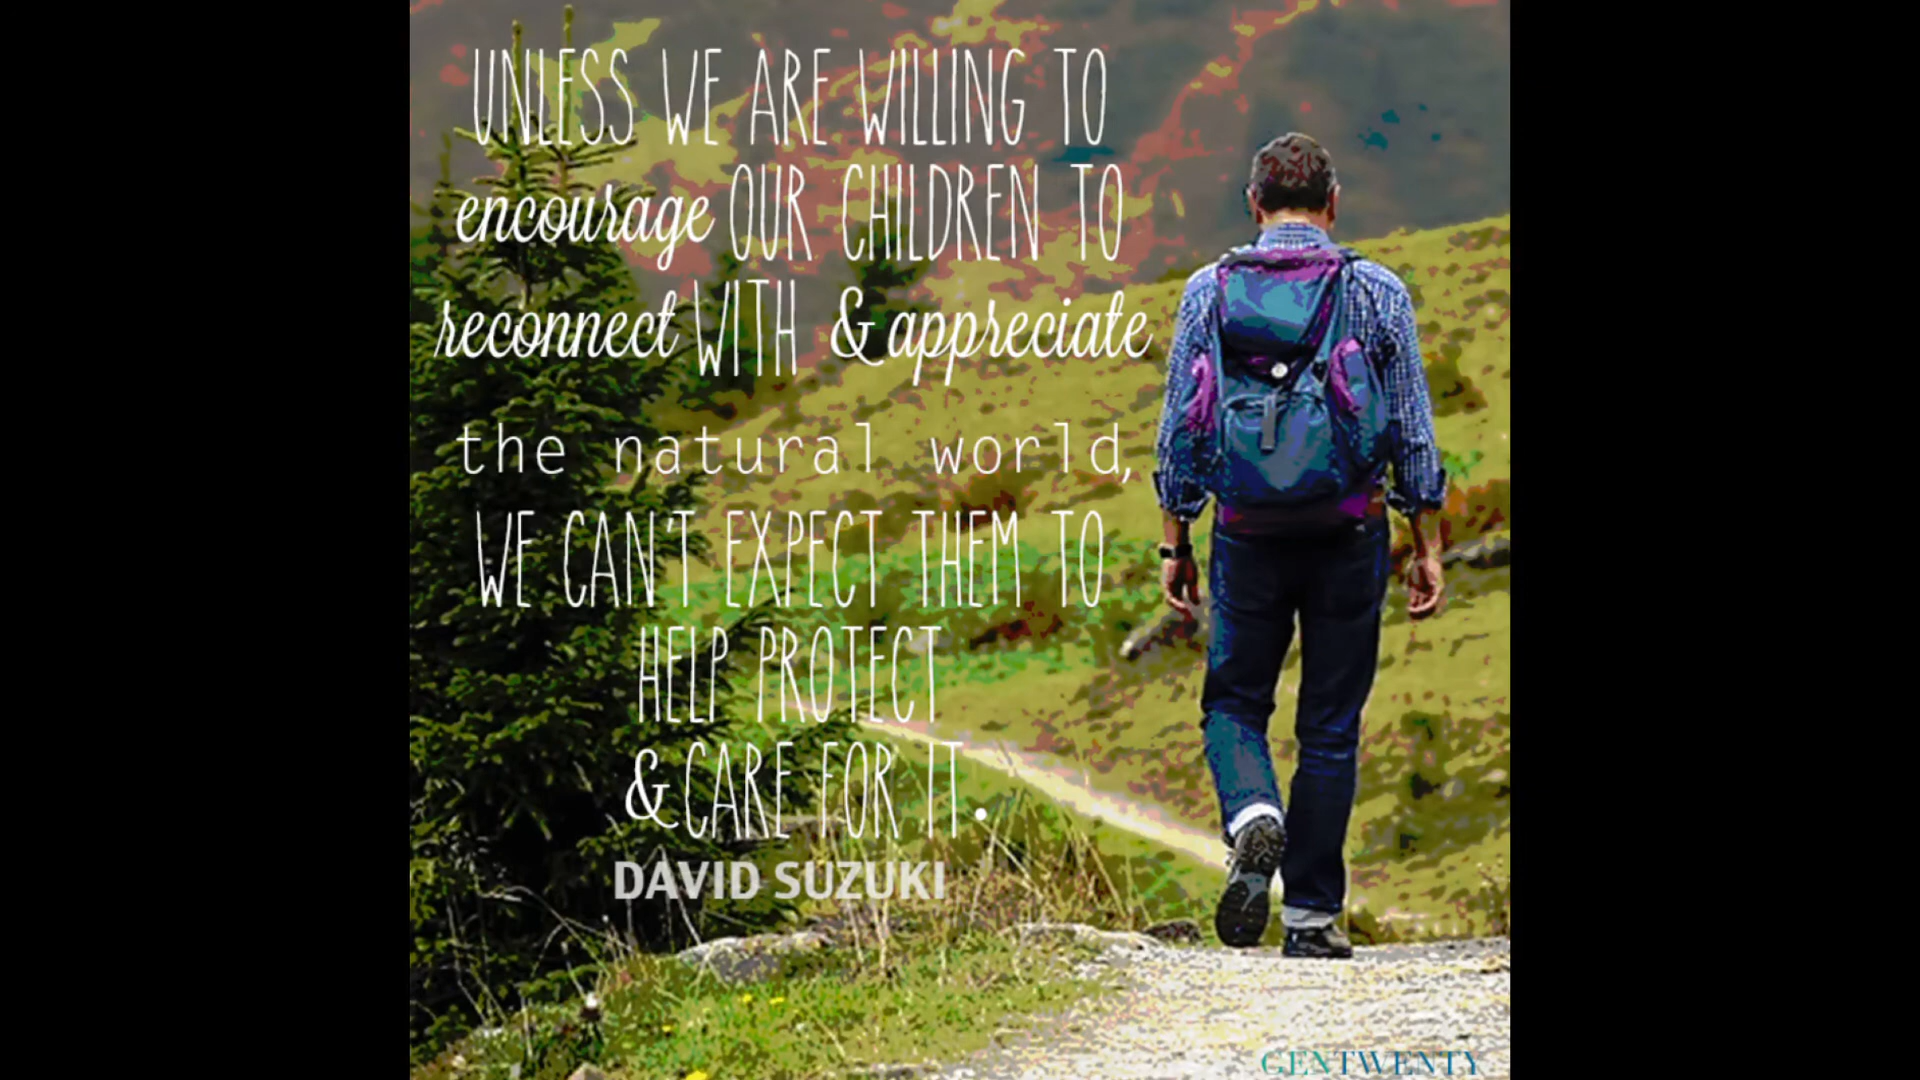 UNLESS WE ARE WILLING TO
encourage OUR CHILDREN TO
reconnect WITH & appreciate
the natural world,
WE CAN'T EXPECT THEM TO
HELP PROTECT
& CARE FOR IT.
DAVID SUZUKI
GENTWENTY